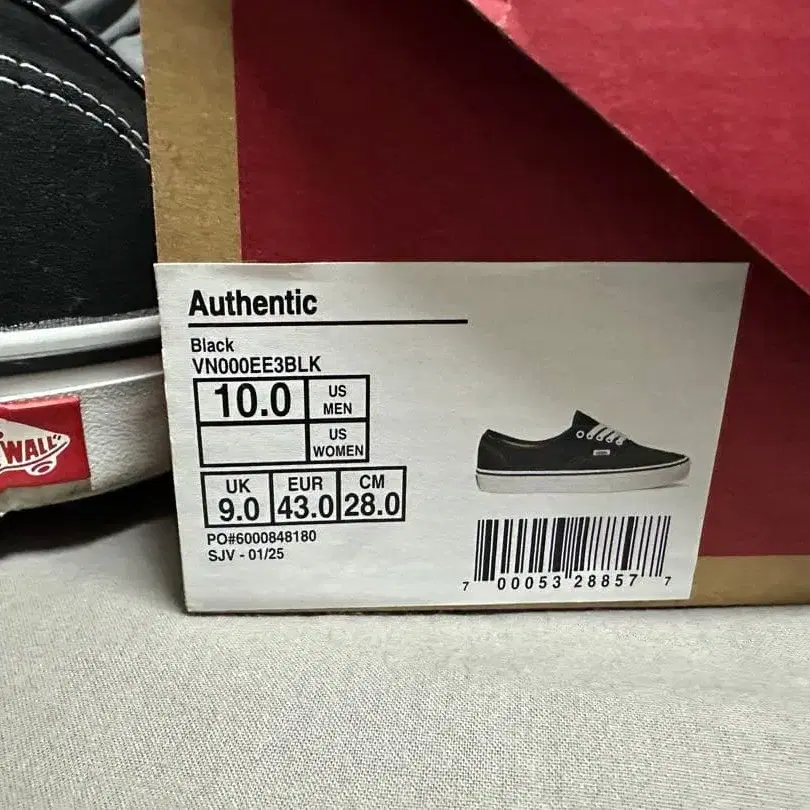 Authentic
Black
VN000EE3BLK
10.0 US MEN
US WOMEN
UK EUR CM
9.0 43.0 28.0
PO#6000848180
SJV - 01/25
7 00053 28857 7
WALL